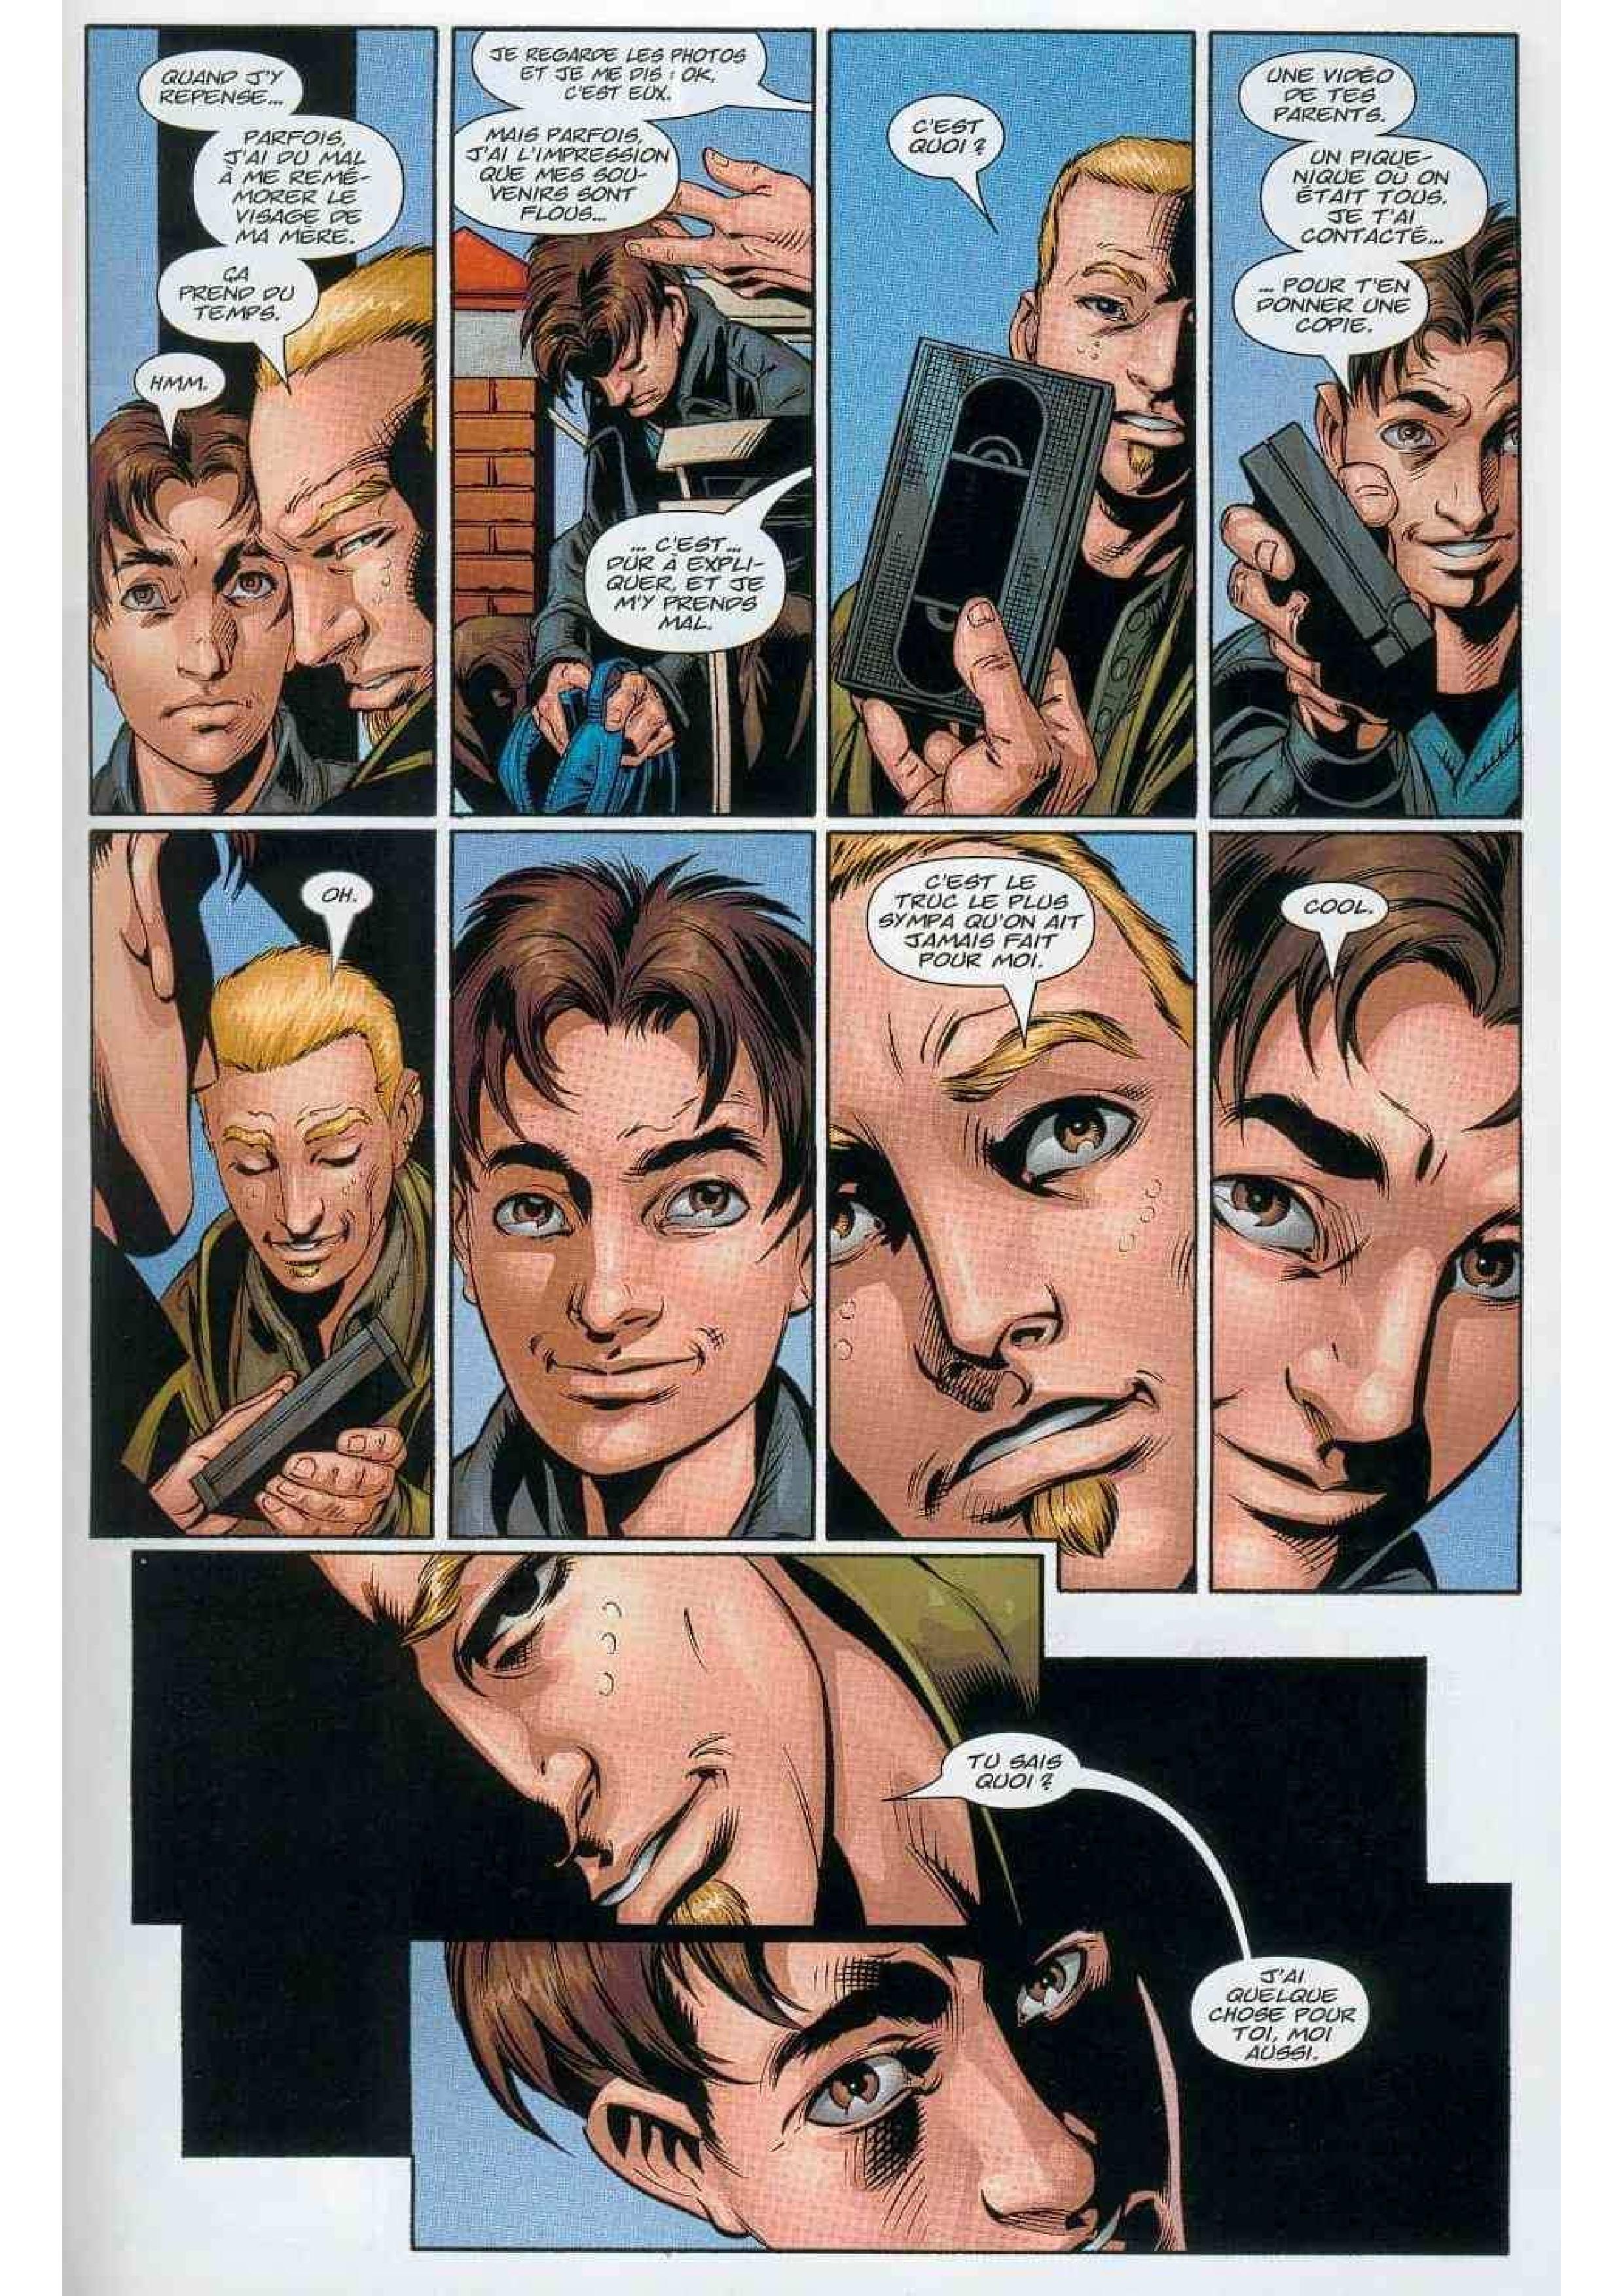 QUAND J'Y
REPENSE...
PARFOIS,
J'AI DU MAL
À ME REMÉ-
MORER LE
VISAGE DE
MA MÈRE.
ÇA
PREND DU
TEMPS.
HMM.
JE REGARDE LES PHOTOS
ET JE ME DIS : OK,
C'EST EUX.
MAIS PARFOIS,
J'AI L'IMPRESSION
QUE MES SOU-
VENIRS SONT
FLOUS...
... C'EST...
DUR À EXPLI-
QUER, ET JE
M'Y PRENDS
MAL.
C'EST
QUOI ?
UNE VIDÉO
DE TES
PARENTS.
UN PIQUE-
NIQUE OÙ ON
ÉTAIT TOUS.
JE T'AI
CONTACTÉ...
... POUR T'EN
DONNER UNE
COPIE.
OH.
C'EST LE
TRUC LE PLUS
SYMPA QU'ON AIT
JAMAIS FAIT
POUR MOI.
COOL.
TU SAIS
QUOI ?
J'AI
QUELQUE
CHOSE POUR
TOI, MOI
AUSSI.